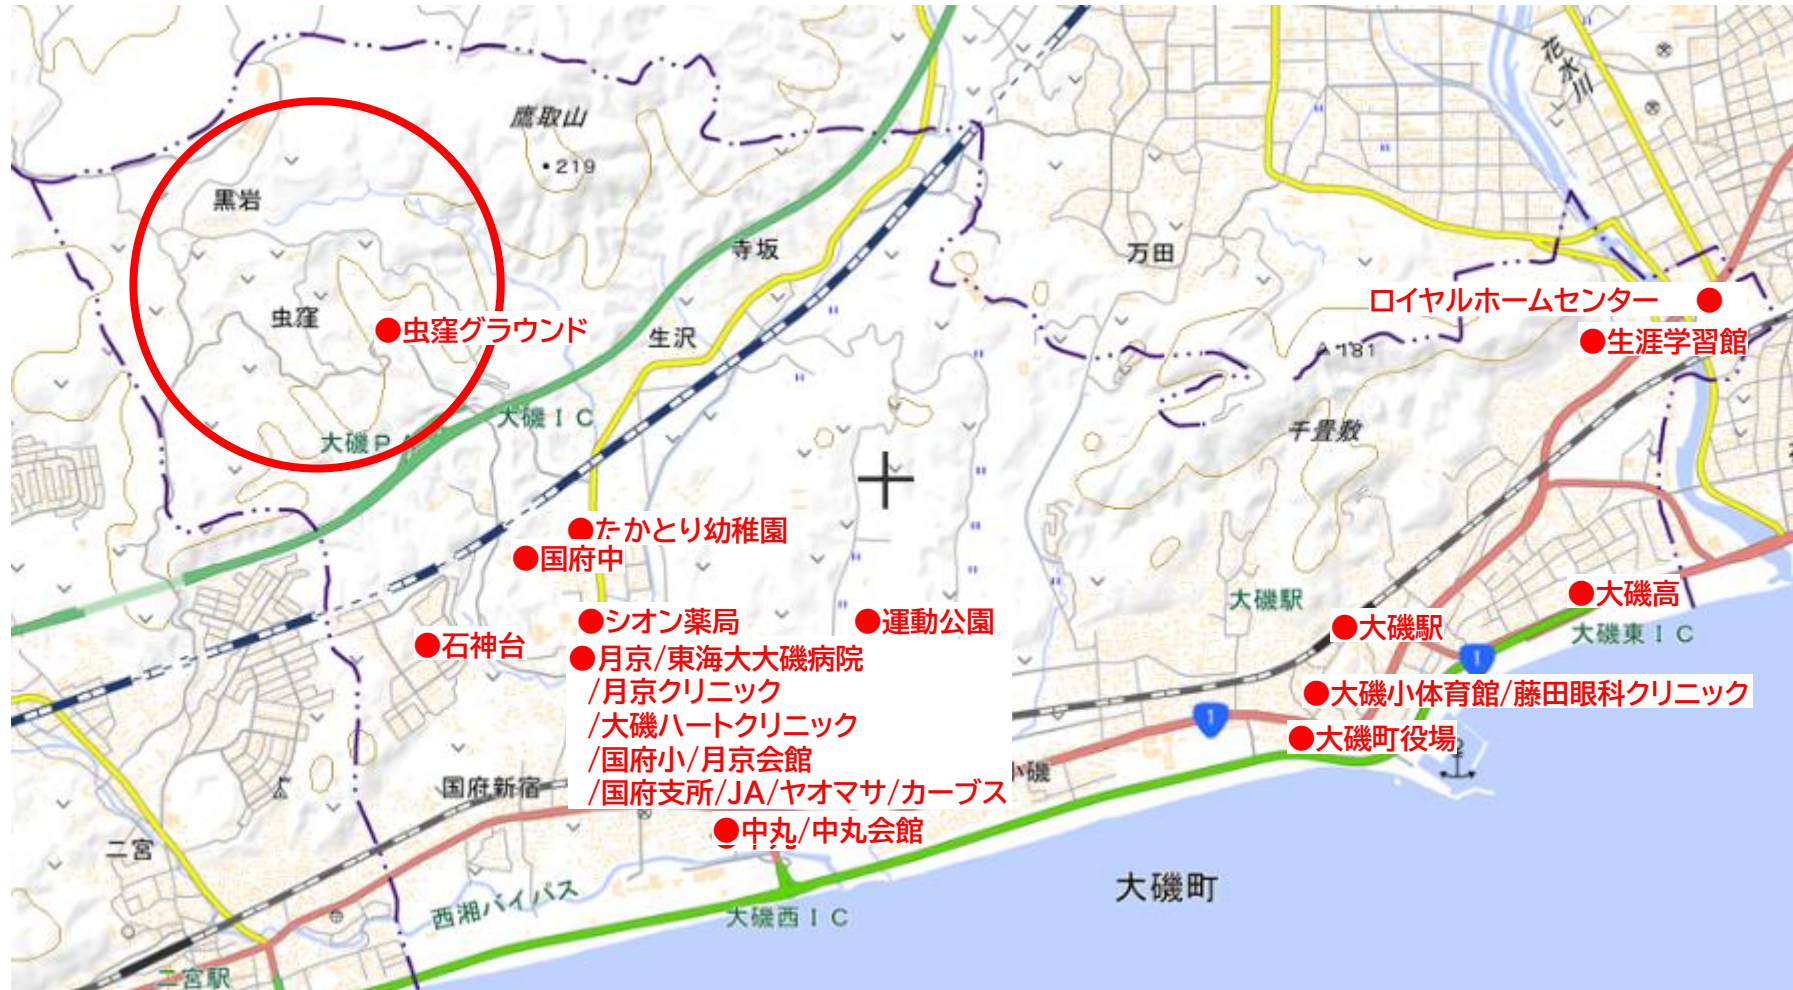 花水川
鷹取山
219
黒岩
寺坂
万田
ロイヤルホームセンター ●
虫窪
●虫窪グラウンド
生沢
●生涯学習館
181
大磯IC
大磯PA
千畳敷
●たかとり幼稚園
●国府中
大磯駅
●大磯高
●シオン薬局
●運動公園
●大磯駅
大磯東IC
●石神台
●月京/東海大大磯病院
/月京クリニック
/大磯ハートクリニック
/国府小/月京会館
/国府支所/JA/ヤオマサ/カーブス
1
●大磯小体育館/藤田眼科クリニック
1
●大磯町役場
小磯
国府新宿
●中丸/中丸会館
二宮
大磯町
西湘バイパス
大磯西IC
二宮駅